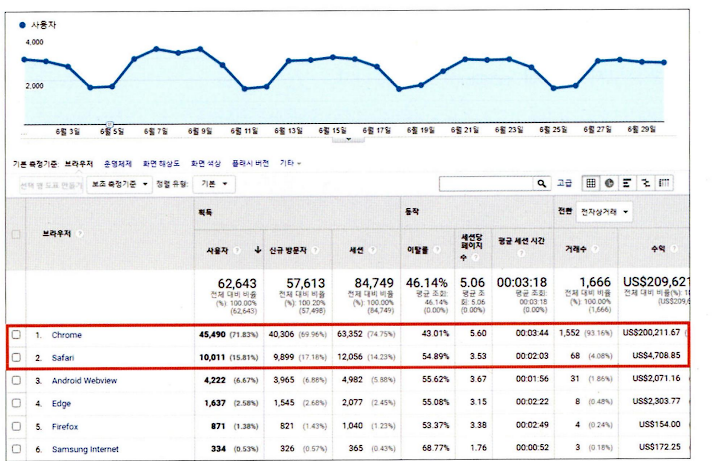 사용자
4,000
2,000
... 6월 3일 6월 5일 6월 7일 6월 9일 6월 11일 6월 13일 6월 15일 6월 17일 6월 19일 6월 21일 6월 23일 6월 25일 6월 27일 6월 29일
기본 측정기준: 브라우저 운영체제 화면 해상도 화면 색상 플래시 버전 기타
보조 측정기준 정렬 유형: 기본 고급
브라우저 획득 동작 전환 전자상거래
사용자 신규 방문자 세션 이탈률 세션당 페이지수 평균 세션 시간 거래수 수익
62,643 57,613 84,749 46.14% 5.06 00:03:18 1,666 US$209,621
전체 대비 비율 (%): 100.00% (62,643) 전체 대비 비율 (%): 100.20% (57,498) 전체 대비 비율 (%): 100.00% (84,749) 평균 조회: 46.14% (0.00%) 평균 조회: 5.06 (0.00%) 평균 조회: 00:03:18 (0.00%) 전체 대비 비율 (%): 100.00% (1,666) 전체 대비 비율 (%):
1. Chrome 45,490 (71.83%) 40,306 (69.96%) 63,352 (74.75%) 43.01% 5.60 00:03:44 1,552 (93.16%) US$200,211.67
2. Safari 10,011 (15.81%) 9,899 (17.18%) 12,056 (14.23%) 54.89% 3.53 00:02:03 68 (4.08%) US$4,708.85
3. Android Webview 4,222 (6.67%) 3,965 (6.88%) 4,982 (5.88%) 55.62% 3.67 00:01:56 31 (1.86%) US$2,071.16
4. Edge 1,637 (2.58%) 1,545 (2.68%) 2,077 (2.45%) 55.08% 3.15 00:02:22 8 (0.48%) US$2,303.77
5. Firefox 871 (1.38%) 821 (1.43%) 1,040 (1.23%) 53.37% 3.38 00:02:49 4 (0.24%) US$154.00
6. Samsung Internet 334 (0.53%) 326 (0.57%) 365 (0.43%) 68.77% 1.76 00:00:52 3 (0.18%) US$172.25